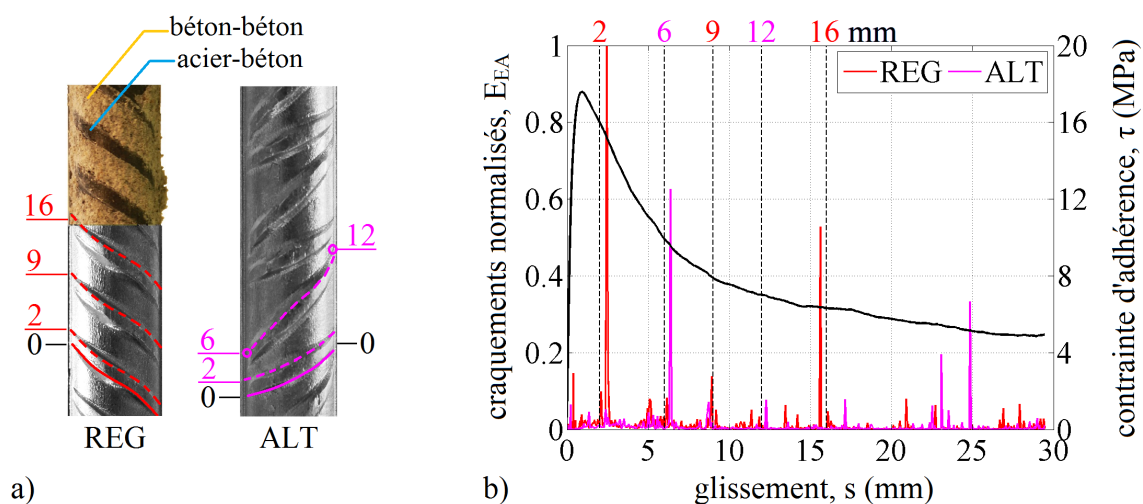 béton-béton
acier-béton
16
9
2
0
12
6
2
0
0
REG
ALT
a)
2
6
9
12
16 mm
REG
ALT
craquements normalisés, E_EA
1
0.8
0.6
0.4
0.2
0
20
16
12
8
4
0
contrainte d'adhérence, τ (MPa)
0
5
10
15
20
25
30
glissement, s (mm)
b)